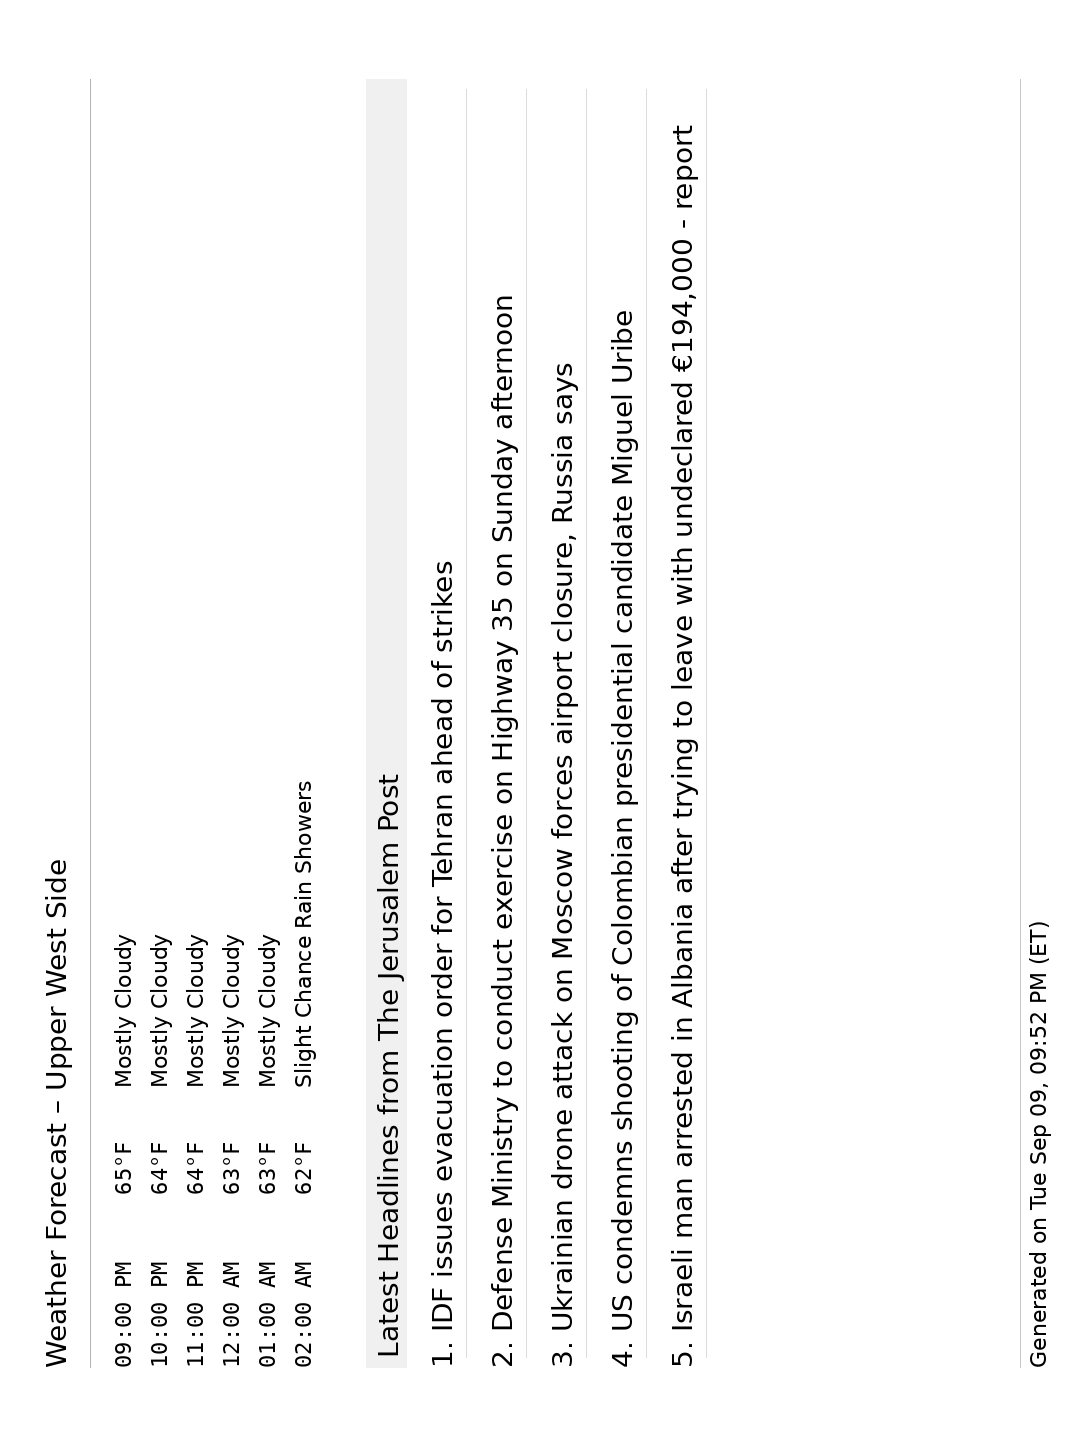 Weather Forecast – Upper West Side
09:00 PM 65°F Mostly Cloudy
10:00 PM 64°F Mostly Cloudy
11:00 PM 64°F Mostly Cloudy
12:00 AM 63°F Mostly Cloudy
01:00 AM 63°F Mostly Cloudy
02:00 AM 62°F Slight Chance Rain Showers
Latest Headlines from The Jerusalem Post
1. IDF issues evacuation order for Tehran ahead of strikes
2. Defense Ministry to conduct exercise on Highway 35 on Sunday afternoon
3. Ukrainian drone attack on Moscow forces airport closure, Russia says
4. US condemns shooting of Colombian presidential candidate Miguel Uribe
5. Israeli man arrested in Albania after trying to leave with undeclared €194,000 - report
Generated on Tue Sep 09, 09:52 PM (ET)